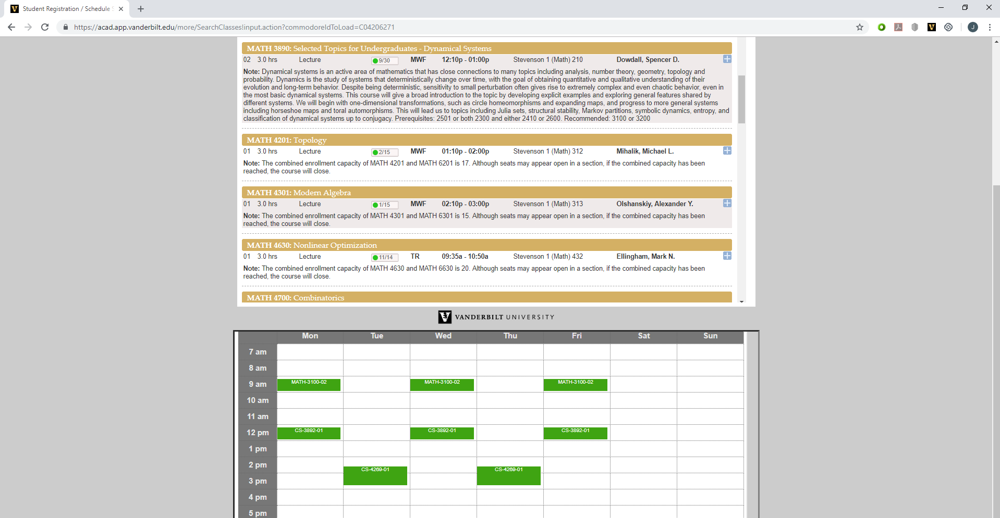 Student Registration / Schedule
https://acad.app.vanderbilt.edu/more/SearchClasses!input.action?commodoreIdToLoad=C04206271
J
MATH 3890: Selected Topics for Undergraduates - Dynamical Systems
02 3.0 hrs Lecture 9/30 MWF 12:10p - 01:00p Stevenson 1 (Math) 210 Dowdall, Spencer D.
Note: Dynamical systems is an active area of mathematics that has close connections to many topics including analysis, number theory, geometry, topology and
probability. Dynamics is the study of systems that deterministically change over time, with the goal of obtaining quantitative and qualitative understanding of their
evolution and long-term behavior. Despite being deterministic, sensitivity to small perturbation often gives rise to extremely complex and even chaotic behavior, even in
the most basic dynamical systems. This course will give a broad introduction to the topic by developing explicit examples and exploring general features shared by
different systems. We will begin with one-dimensional transformations, such as circle homeomorphisms and expanding maps, and progress to more general systems
including horseshoe maps and toral automorphisms. This will lead us to topics including Julia sets, structural stability, Markov partitions, symbolic dynamics, entropy, and
classification of dynamical systems up to conjugacy. Prerequisites: 2501 or both 2300 and either 2410 or 2600. Recommended: 3100 or 3200
MATH 4201: Topology
01 3.0 hrs Lecture 2/15 MWF 01:10p - 02:00p Stevenson 1 (Math) 312 Mihalik, Michael L.
Note: The combined enrollment capacity of MATH 4201 and MATH 6201 is 17. Although seats may appear open in a section, if the combined capacity has been
reached, the course will close.
MATH 4301: Modern Algebra
01 3.0 hrs Lecture 1/15 MWF 02:10p - 03:00p Stevenson 1 (Math) 313 Olshanskiy, Alexander Y.
Note: The combined enrollment capacity of MATH 4301 and MATH 6301 is 15. Although seats may appear open in a section, if the combined capacity has been
reached, the course will close.
MATH 4630: Nonlinear Optimization
01 3.0 hrs Lecture 11/14 TR 09:35a - 10:50a Stevenson 1 (Math) 432 Ellingham, Mark N.
Note: The combined enrollment capacity of MATH 4630 and MATH 6630 is 20. Although seats may appear open in a section, if the combined capacity has been
reached, the course will close.
MATH 4700: Combinatorics
V VANDERBILT UNIVERSITY
Mon Tue Wed Thu Fri Sat Sun
7 am
8 am
9 am MATH-3100-02 MATH-3100-02 MATH-3100-02
10 am
11 am
12 pm CS-3892-01 CS-3892-01 CS-3892-01
1 pm
2 pm CS-4269-01 CS-4269-01
3 pm
4 pm
5 pm